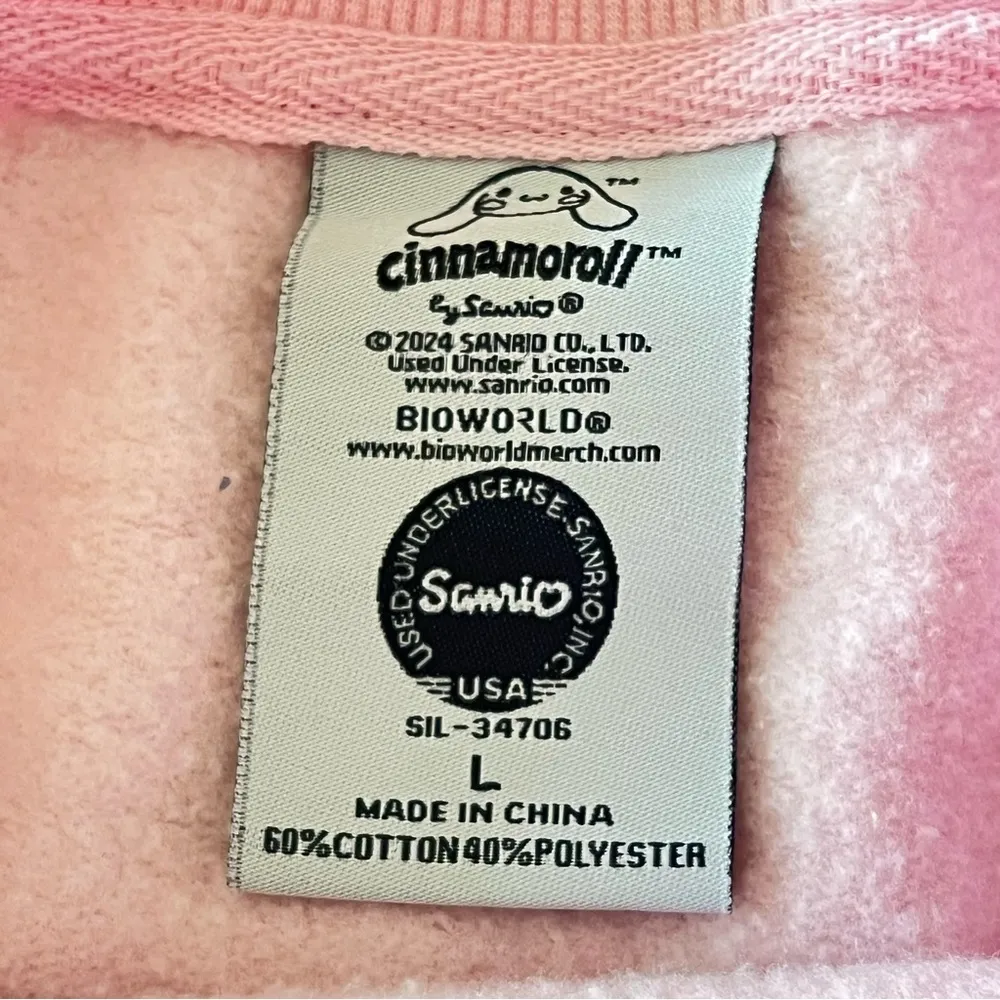 ™
cinnamoroll™
by Sanrio®
©2024 SANRIO CO., LTD.
Used Under License.
www.sanrio.com
BIOWORLD®
www.bioworldmerch.com
USED UNDER LICENSE. SANRIO, INC.
Sanrio
USA
SIL-34706
L
MADE IN CHINA
60%COTTON40%POLYESTER